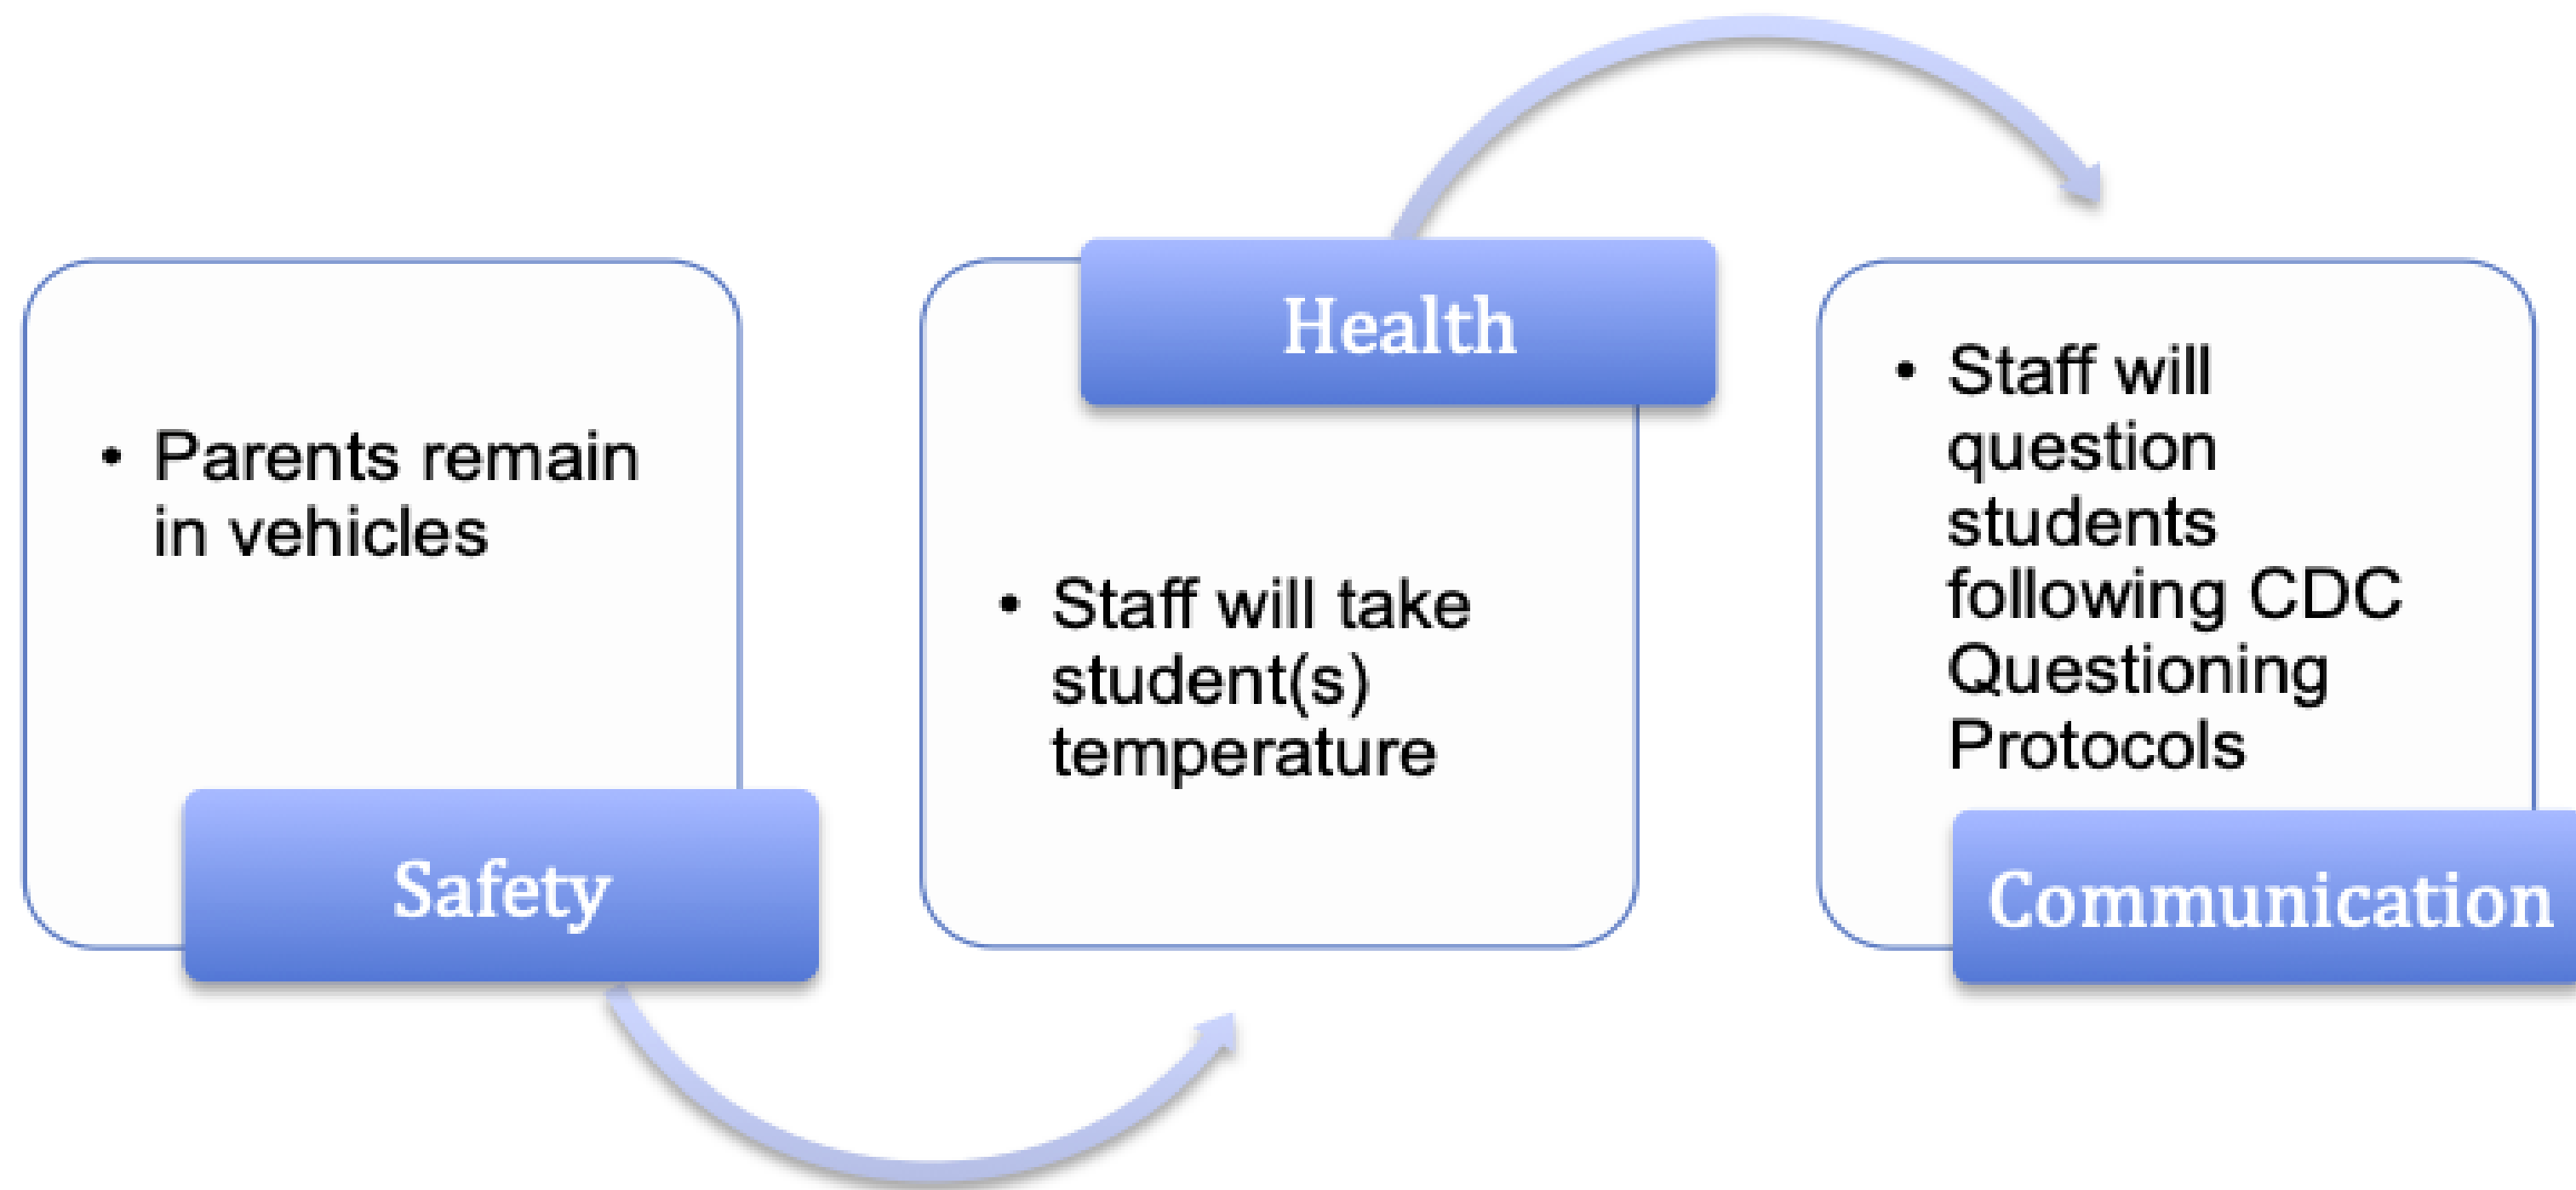 • Parents remain
in vehicles
Safety
Health
• Staff will take
student(s)
temperature
• Staff will
question
students
following CDC
Questioning
Protocols
Communication